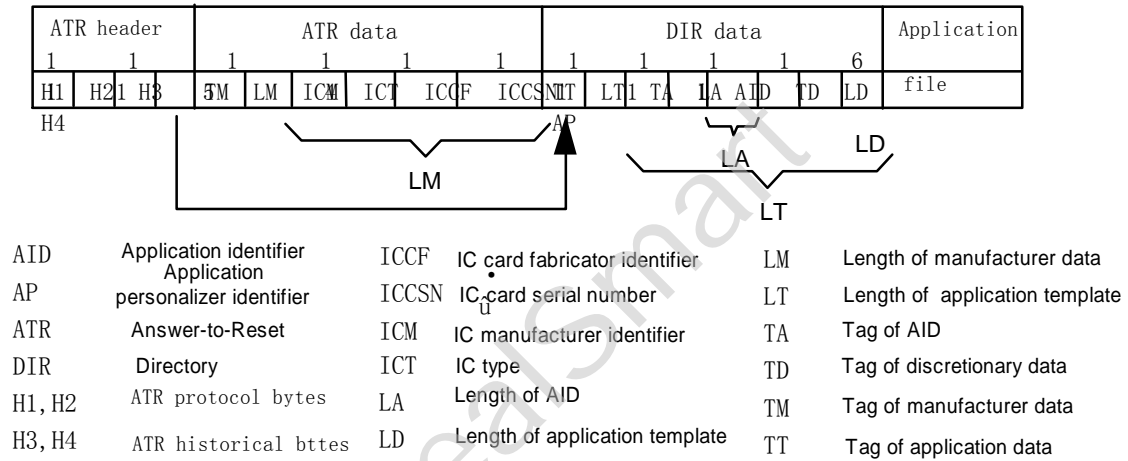 ATR header ATR data DIR data Application
1 1 1 1 1 1 1 1 1 1 6
H1 H2 1 H3 TM LM ICM ICT ICCF ICCSN TT LT 1 TA LA AID TD LD file
H4 AP
LM LA LD
LT
AID Application identifier ICCF IC card fabricator identifier LM Length of manufacturer data
AP Application personalizer identifier ICCSN IC card serial number LT Length of application template
û
ATR Answer-to-Reset ICM IC manufacturer identifier TA Tag of AID
DIR Directory ICT IC type TD Tag of discretionary data
H1,H2 ATR protocol bytes LA Length of AID TM Tag of manufacturer data
H3,H4 ATR historical bttes LD Length of application template TT Tag of application data
ealSmart